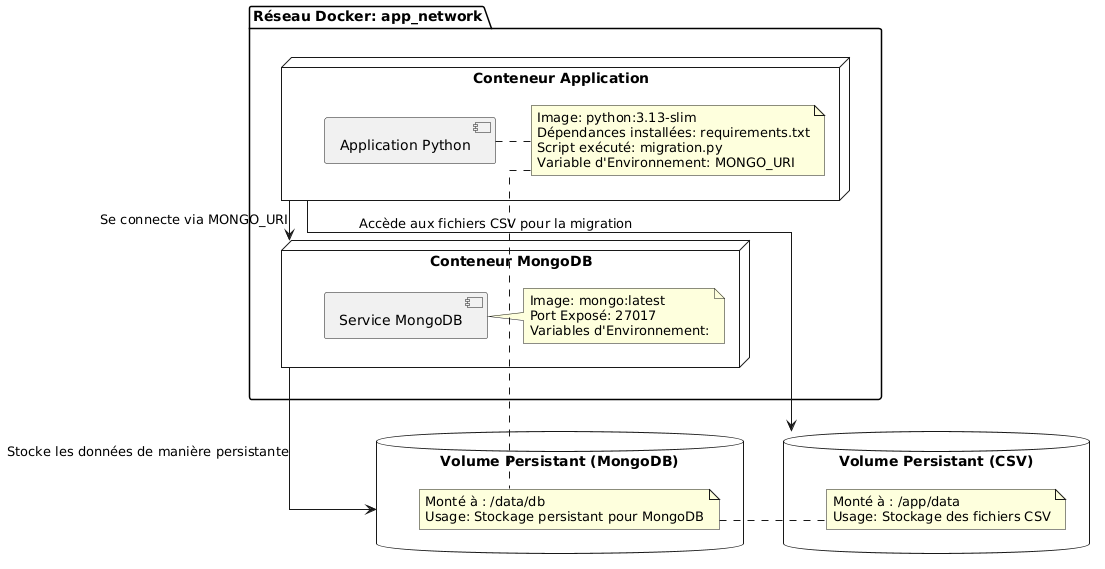 Réseau Docker: app_network
Conteneur Application
Application Python
Image: python:3.13-slim
Dépendances installées: requirements.txt
Script exécuté: migration.py
Variable d'Environnement: MONGO_URI
Se connecte via MONGO_URI
Accède aux fichiers CSV pour la migration
Conteneur MongoDB
Service MongoDB
Image: mongo:latest
Port Exposé: 27017
Variables d'Environnement:
Stocke les données de manière persistante
Volume Persistant (MongoDB)
Monté à : /data/db
Usage: Stockage persistant pour MongoDB
Volume Persistant (CSV)
Monté à : /app/data
Usage: Stockage des fichiers CSV